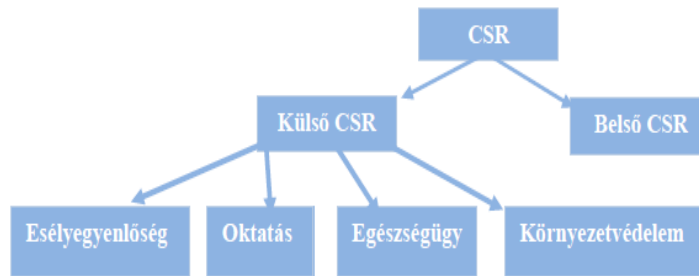 CSR
Külső CSR
Belső CSR
Esélyegyenlőség
Oktatás
Egészségügy
Környezetvédelem